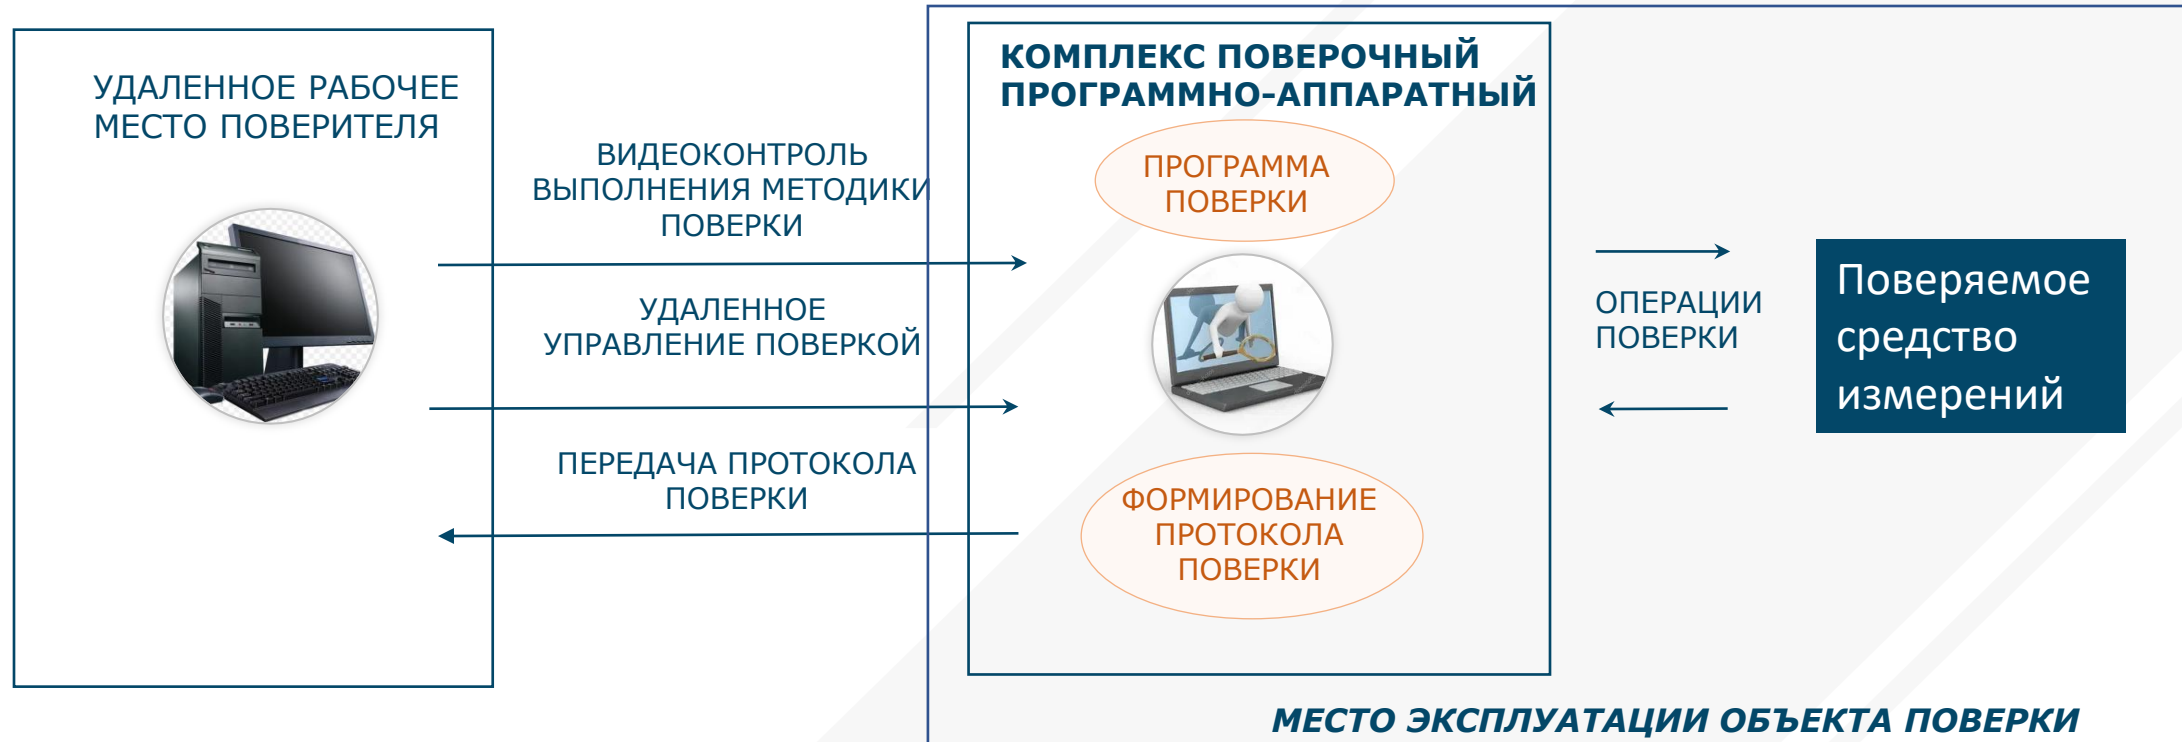 УДАЛЕННОЕ РАБОЧЕЕ
МЕСТО ПОВЕРИТЕЛЯ
ВИДЕОКОНТРОЛЬ
ВЫПОЛНЕНИЯ МЕТОДИКИ
ПОВЕРКИ
УДАЛЕННОЕ
УПРАВЛЕНИЕ ПОВЕРКОЙ
ПЕРЕДАЧА ПРОТОКОЛА
ПОВЕРКИ
КОМПЛЕКС ПОВЕРОЧНЫЙ
ПРОГРАММНО-АППАРАТНЫЙ
ПРОГРАММА
ПОВЕРКИ
ФОРМИРОВАНИЕ
ПРОТОКОЛА
ПОВЕРКИ
ОПЕРАЦИИ
ПОВЕРКИ
Поверяемое
средство
измерений
МЕСТО ЭКСПЛУАТАЦИИ ОБЪЕКТА ПОВЕРКИ